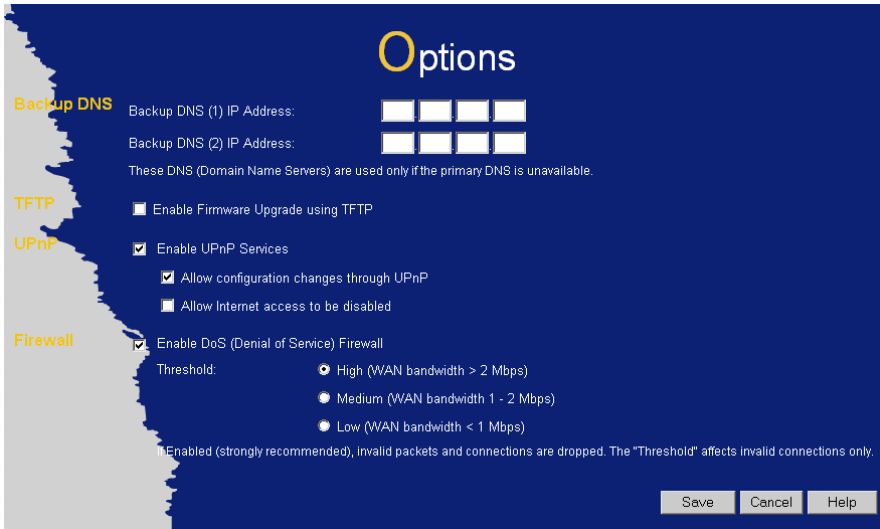 Options
Backup DNS
Backup DNS (1) IP Address:
Backup DNS (2) IP Address:
These DNS (Domain Name Servers) are used only if the primary DNS is unavailable.
TFTP
Enable Firmware Upgrade using TFTP
UPnP
Enable UPnP Services
Allow configuration changes through UPnP
Allow Internet access to be disabled
Firewall
Enable DoS (Denial of Service) Firewall
Threshold:
High (WAN bandwidth > 2 Mbps)
Medium (WAN bandwidth 1 - 2 Mbps)
Low (WAN bandwidth < 1 Mbps)
If Enabled (strongly recommended), invalid packets and connections are dropped. The "Threshold" affects invalid connections only.
Save Cancel Help